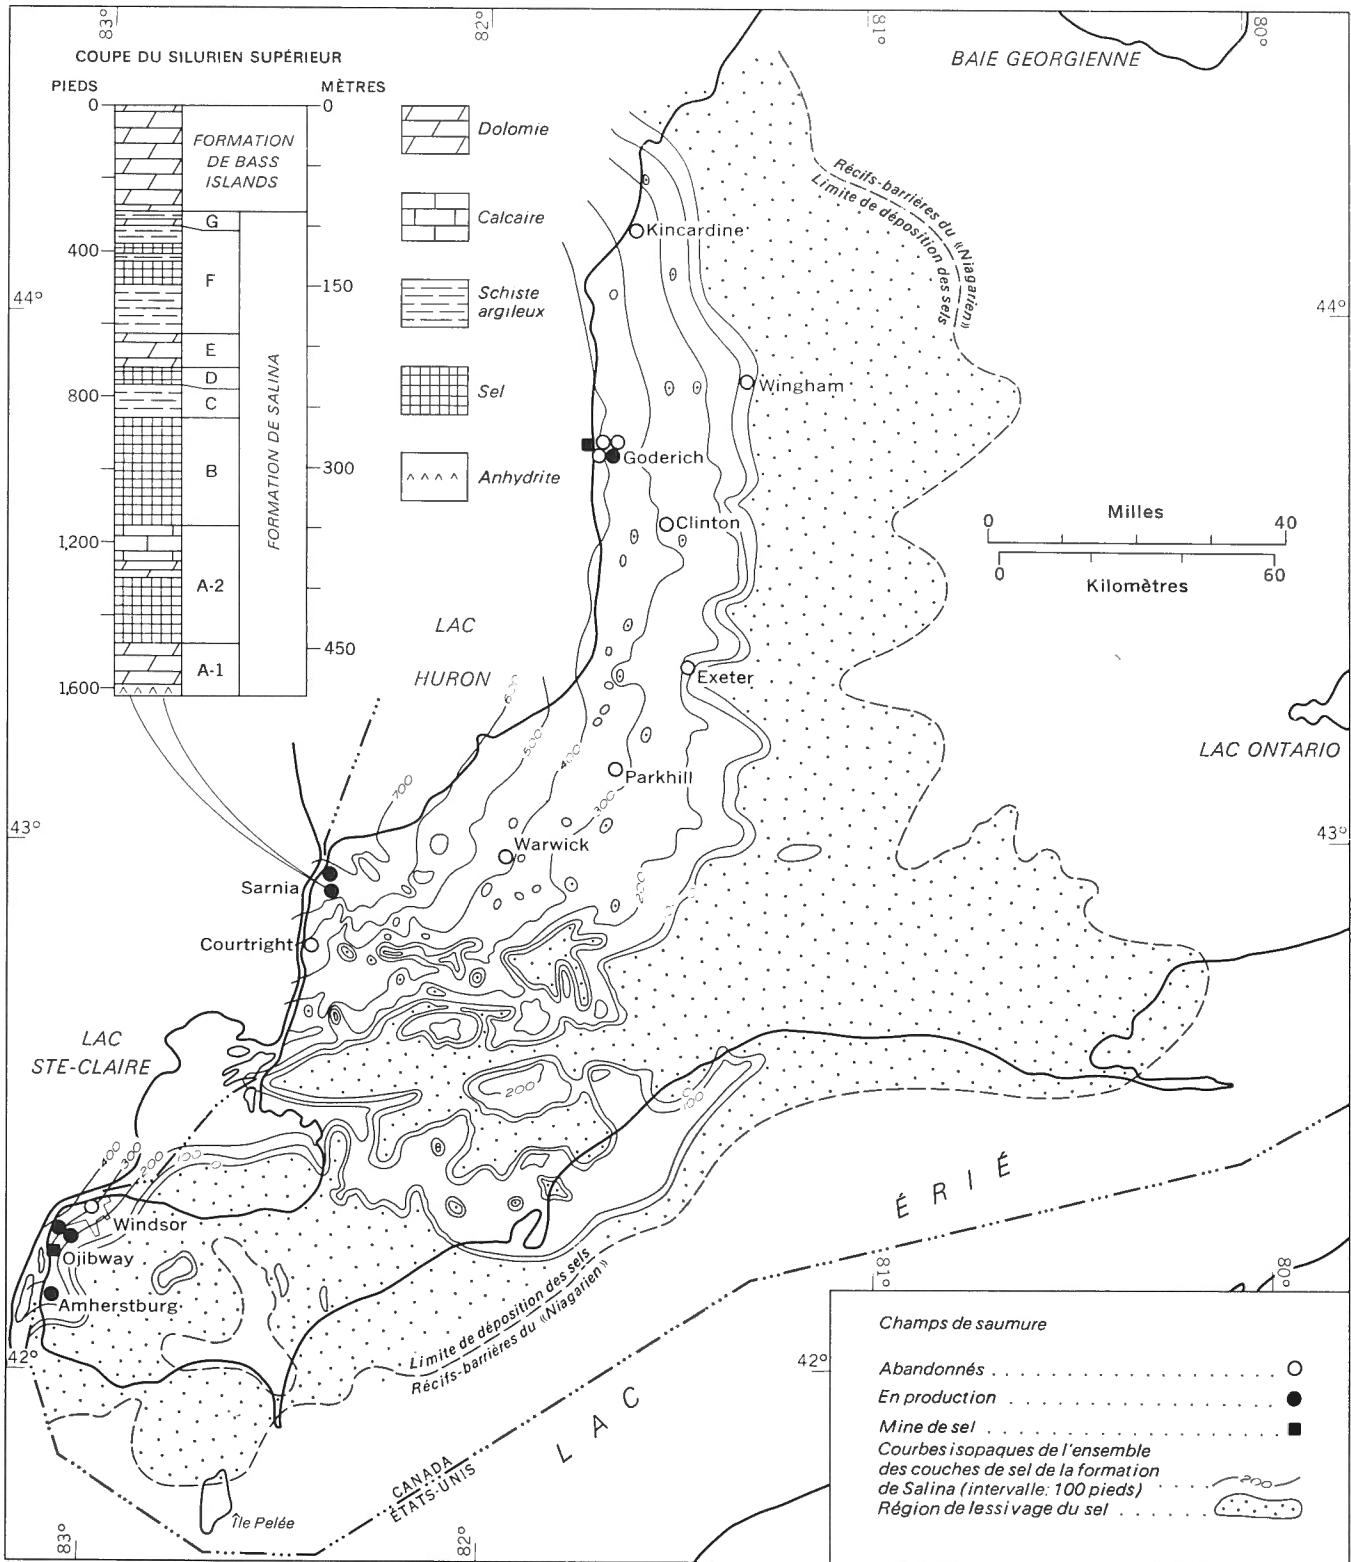 83°
82°
81°
80°
COUPE DU SILURIEN SUPÉRIEUR
PIEDS
MÈTRES
0
400
800
1,200
1,600
0
150
300
450
FORMATION
DE BASS
ISLANDS
G
F
E
D
C
B
A-2
A-1
FORMATION DE SALINA
Dolomie
Calcaire
Schiste
argileux
Sel
Anhydrite
BAIE GEORGIENNE
Récifs-barrières du «Niagarien»
Limite de déposition des sels
44°
44°
Kincardine
Wingham
Goderich
Clinton
Exeter
Parkhill
Warwick
Sarnia
Courtright
Milles
0
40
0
60
Kilomètres
LAC
HURON
LAC ONTARIO
43°
43°
700
600
500
400
300
200
200
100
LAC
STE-CLAIRE
400
300
200
100
0
Windsor
Ojibway
Amherstburg
LAC
ÉRIÉ
Limite de déposition des sels
Récifs-barrières du «Niagarien»
42°
42°
81°
80°
CANADA
ÉTATS-UNIS
Île Pelée
83°
82°
Champs de saumure
Abandonnés
En production
Mine de sel
Courbes isopaques de l'ensemble
des couches de sel de la formation
de Salina (intervalle: 100 pieds)
200
Région de lessivage du sel